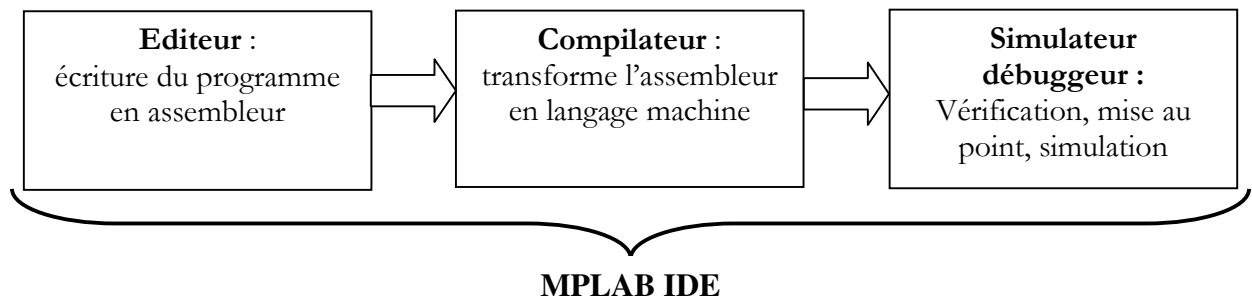 Editeur :
écriture du programme
en assembleur
Compilateur :
transforme l’assembleur
en langage machine
Simulateur
débuggeur :
Vérification, mise au
point, simulation
MPLAB IDE